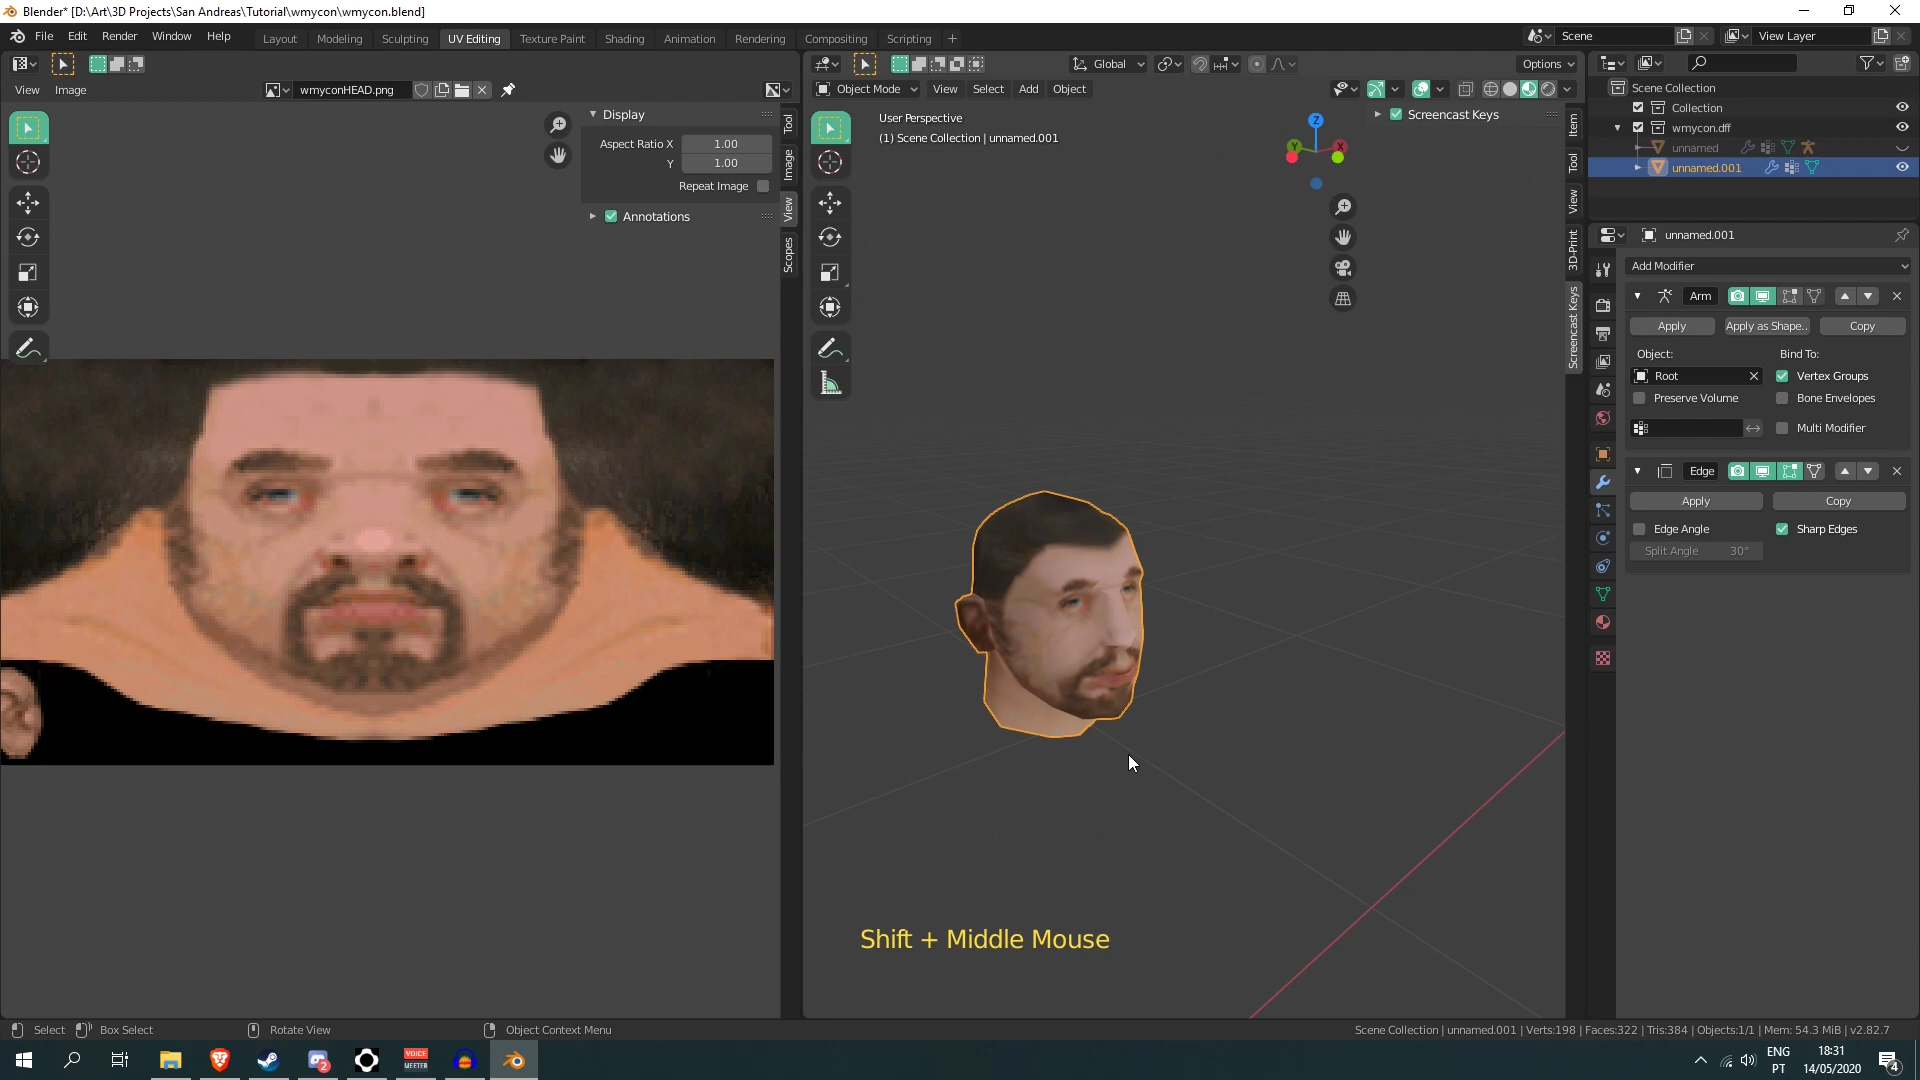 Blender* [D:\Art\3D Projects\San Andreas\Tutorial\wmycon\wmycon.blend]
File Edit Render Window Help Layout Modeling Sculpting UV Editing Texture Paint Shading Animation Rendering Compositing Scripting + Scene View Layer
Global Options
View Image wmyconHEAD.png Object Mode View Select Add Object
Scene Collection
Collection
wmycon.dff
unnamed
unnamed.001
Display
Aspect Ratio X 1.00
Y 1.00
Repeat Image
Annotations
Tool
Image
View
Scopes
User Perspective
(1) Scene Collection | unnamed.001
Z
Y
X
Screencast Keys
Item
Tool
View
3D-Print
Screencast Keys
unnamed.001
Add Modifier
Arm
Apply Apply as Shape.. Copy
Object: Bind To:
Root Vertex Groups
Preserve Volume Bone Envelopes
Multi Modifier
Edge
Apply Copy
Edge Angle Sharp Edges
Split Angle 30°
Shift + Middle Mouse
Select Box Select Rotate View Object Context Menu
Scene Collection | unnamed.001 | Verts:198 | Faces:322 | Tris:384 | Objects:1/1 | Mem: 54.3 MiB | v2.82.7
2
VOICE
MEETER
ENG
PT
18:31
14/05/2020
4